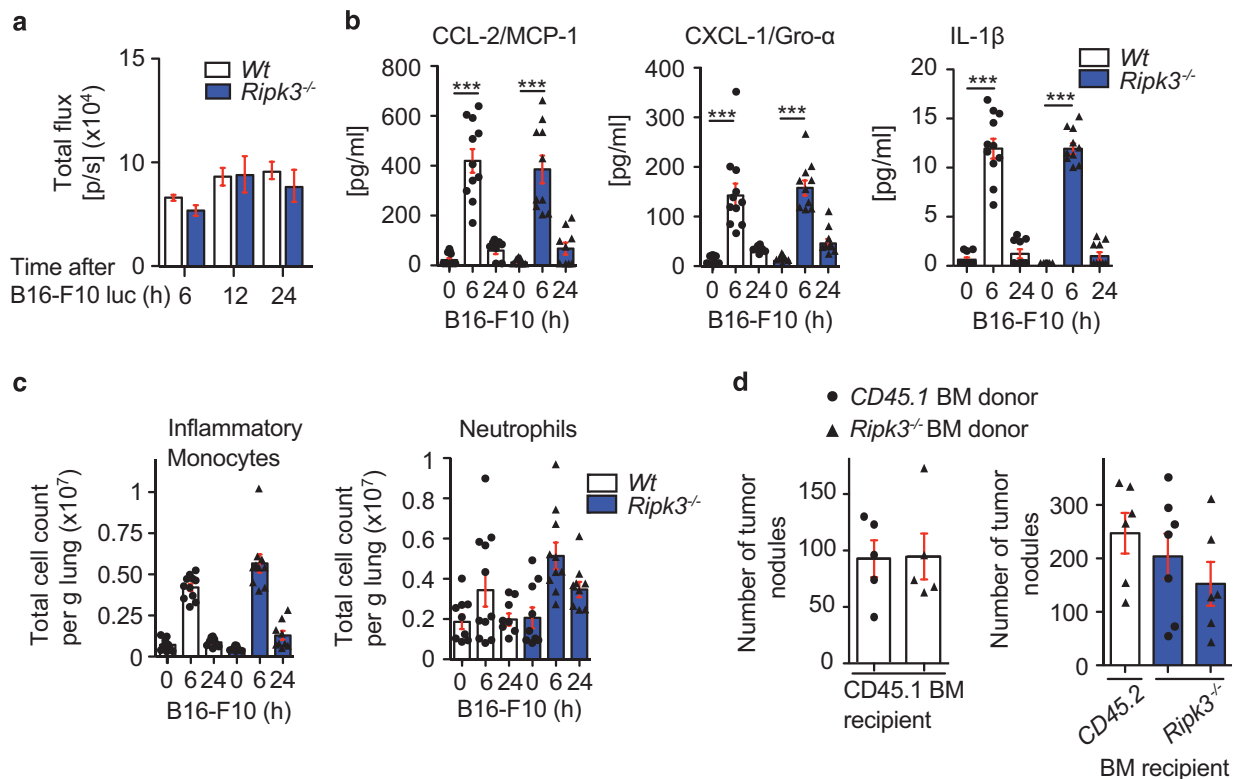 a
Total flux
[p/s] (x10⁴)
15
10
0
Wt
Ripk3-/-
Time after
B16-F10 luc (h)
6 12 24
b
CCL-2/MCP-1
[pg/ml]
800
600
400
200
0
*** ***
0 6 24 0 6 24
B16-F10 (h)
CXCL-1/Gro-α
[pg/ml]
400
300
200
100
0
*** ***
0 6 24 0 6 24
B16-F10 (h)
IL-1β
[pg/ml]
20
15
10
5
0
*** ***
0 6 24 0 6 24
B16-F10 (h)
Wt
Ripk3-/-
c
Inflammatory
Monocytes
Total cell count
per g lung (x10⁷)
1
0.75
0.50
0.25
0
0 6 24 0 6 24
B16-F10 (h)
Neutrophils
Total cell count
per g lung (x10⁷)
1
0.8
0.6
0.4
0.2
0
0 6 24 0 6 24
B16-F10 (h)
Wt
Ripk3-/-
d
CD45.1 BM donor
Ripk3-/- BM donor
Number of tumor
nodules
150
100
50
0
CD45.1 BM
recipient
Number of tumor
nodules
300
200
100
0
CD45.2
Ripk3-/-
BM recipient